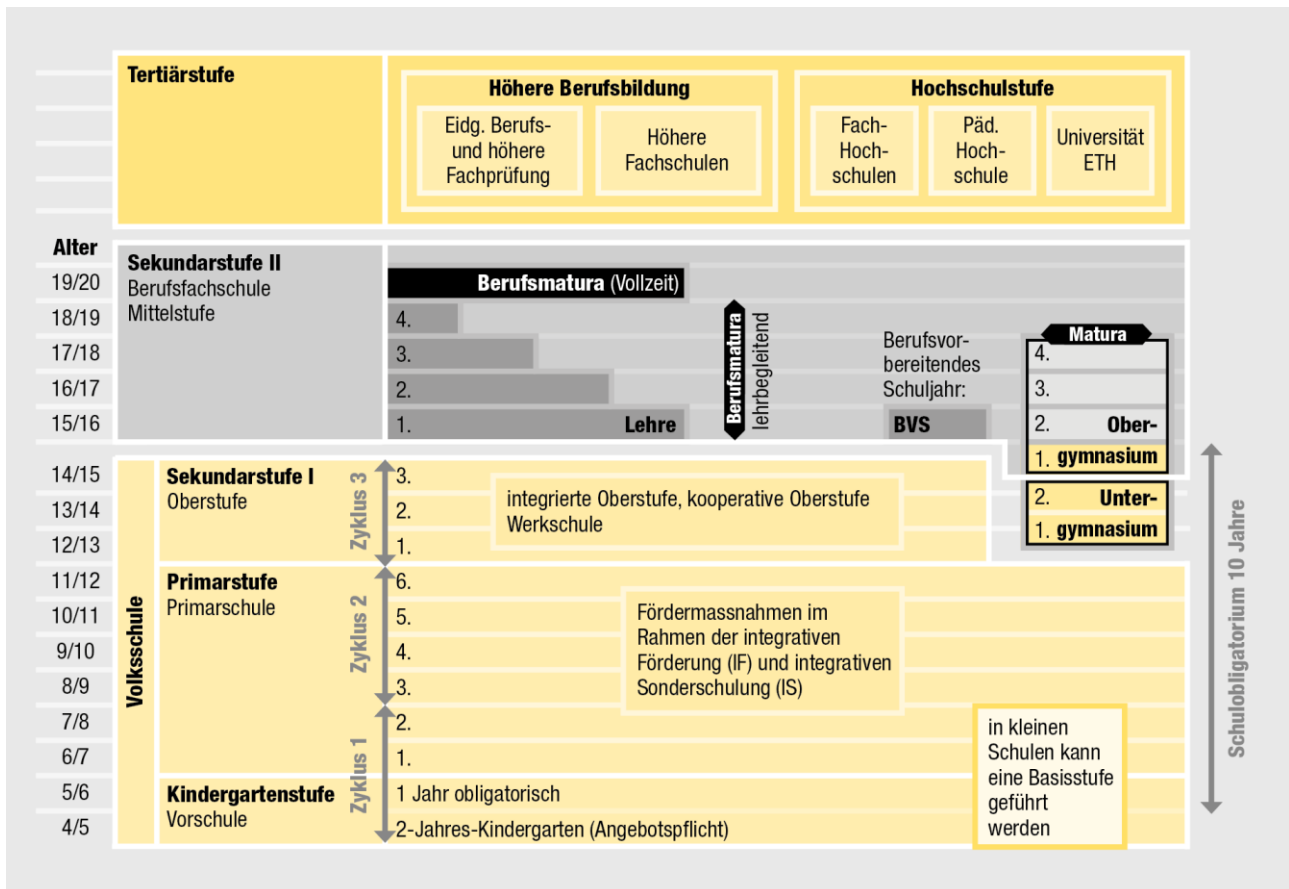 Tertiärstufe
Höhere Berufsbildung
Eidg. Berufs-
und höhere
Fachprüfung
Höhere
Fachschulen
Hochschulstufe
Fach-
Hoch-
schulen
Päd.
Hoch-
schule
Universität
ETH
Alter
19/20
18/19
17/18
16/17
15/16
14/15
13/14
12/13
11/12
10/11
9/10
8/9
7/8
6/7
5/6
4/5
Sekundarstufe II
Berufsfachschule
Mittelstufe
Berufsmatura (Vollzeit)
4.
3.
2.
1. Lehre
Berufsmatura
lehrbegleitend
Berufsvor-
bereitendes
Schuljahr:
BVS
Matura
4.
3.
2. Ober-
1. gymnasium
2. Unter-
1. gymnasium
Volksschule
Sekundarstufe I
Oberstufe
Zyklus 3
3.
2.
1.
integrierte Oberstufe, kooperative Oberstufe
Werkschule
Primarstufe
Primarschule
Zyklus 2
6.
5.
4.
3.
Fördermassnahmen im
Rahmen der integrativen
Förderung (IF) und integrativen
Sonderschulung (IS)
Zyklus 1
2.
1.
Kindergartenstufe
Vorschule
1 Jahr obligatorisch
2-Jahres-Kindergarten (Angebotspflicht)
in kleinen
Schulen kann
eine Basisstufe
geführt
werden
Schulobligatorium 10 Jahre